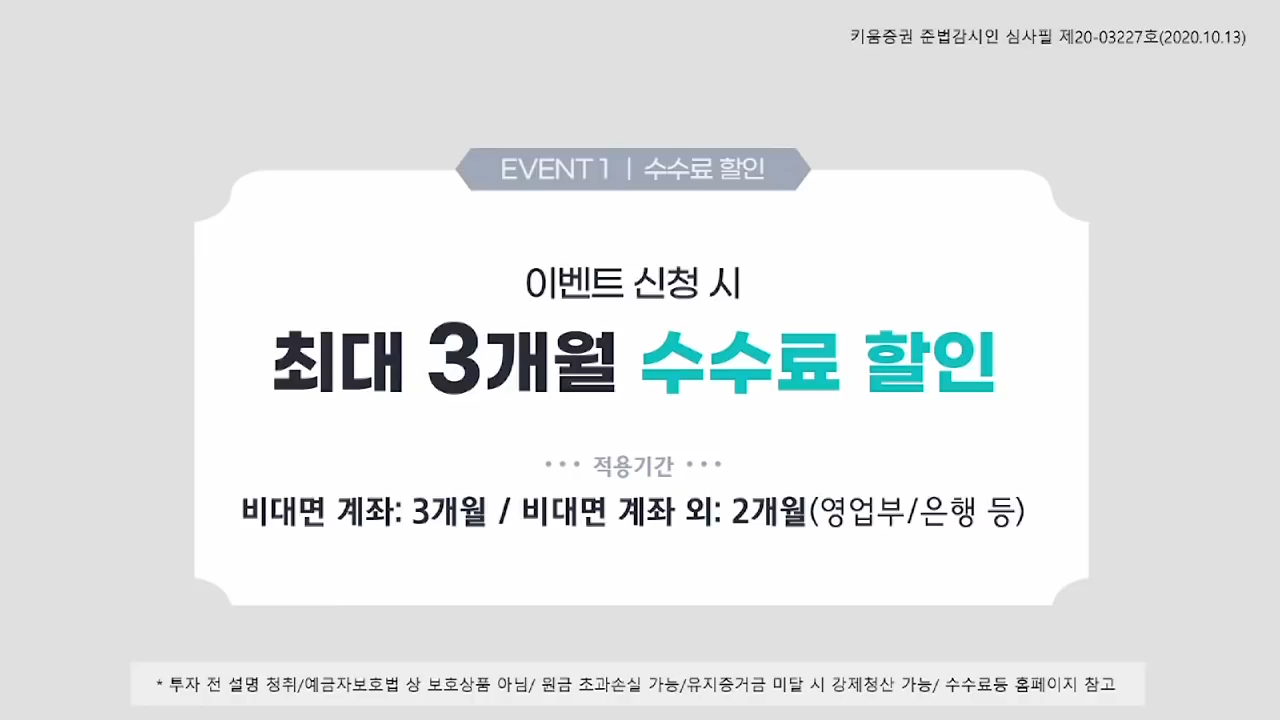 키움증권 준법감시인 심사필 제20-03227호(2020.10.13)
EVENT 1 | 수수료 할인
이벤트 신청 시
최대 3개월 수수료 할인
••• 적용기간 •••
비대면 계좌: 3개월 / 비대면 계좌 외: 2개월(영업부/은행 등)
* 투자 전 설명 청취/예금자보호법 상 보호상품 아님/ 원금 초과손실 가능/유지증거금 미달 시 강제청산 가능/ 수수료등 홈페이지 참고